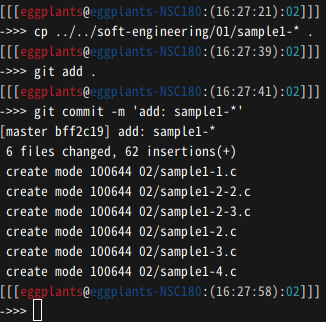 [[[eggplants@eggplants-NSC180:(16:27:21):02]]]
->>> cp ../../soft-engineering/01/sample1-* .
[[[eggplants@eggplants-NSC180:(16:27:39):02]]]
->>> git add .
[[[eggplants@eggplants-NSC180:(16:27:41):02]]]
->>> git commit -m 'add: sample1-*'
[master bff2c19] add: sample1-*
 6 files changed, 62 insertions(+)
 create mode 100644 02/sample1-1.c
 create mode 100644 02/sample1-2-2.c
 create mode 100644 02/sample1-2-3.c
 create mode 100644 02/sample1-2.c
 create mode 100644 02/sample1-3.c
 create mode 100644 02/sample1-4.c
[[[eggplants@eggplants-NSC180:(16:27:58):02]]]
->>>